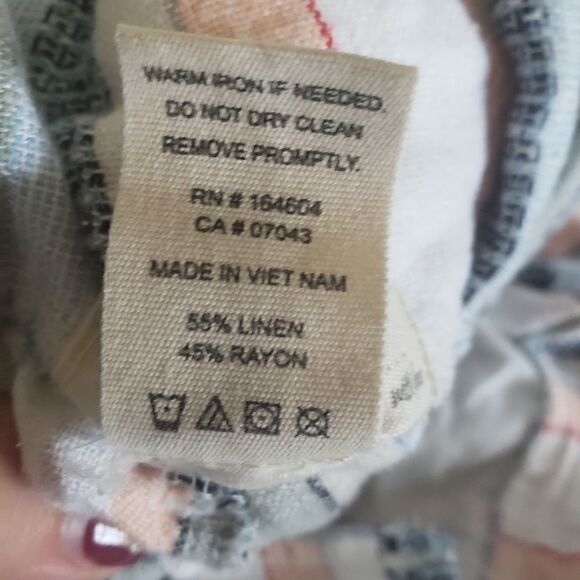 WARM IRON IF NEEDED.
DO NOT DRY CLEAN
REMOVE PROMPTLY.
RN # 164604
CA # 07043
MADE IN VIET NAM
55% LINEN
45% RAYON